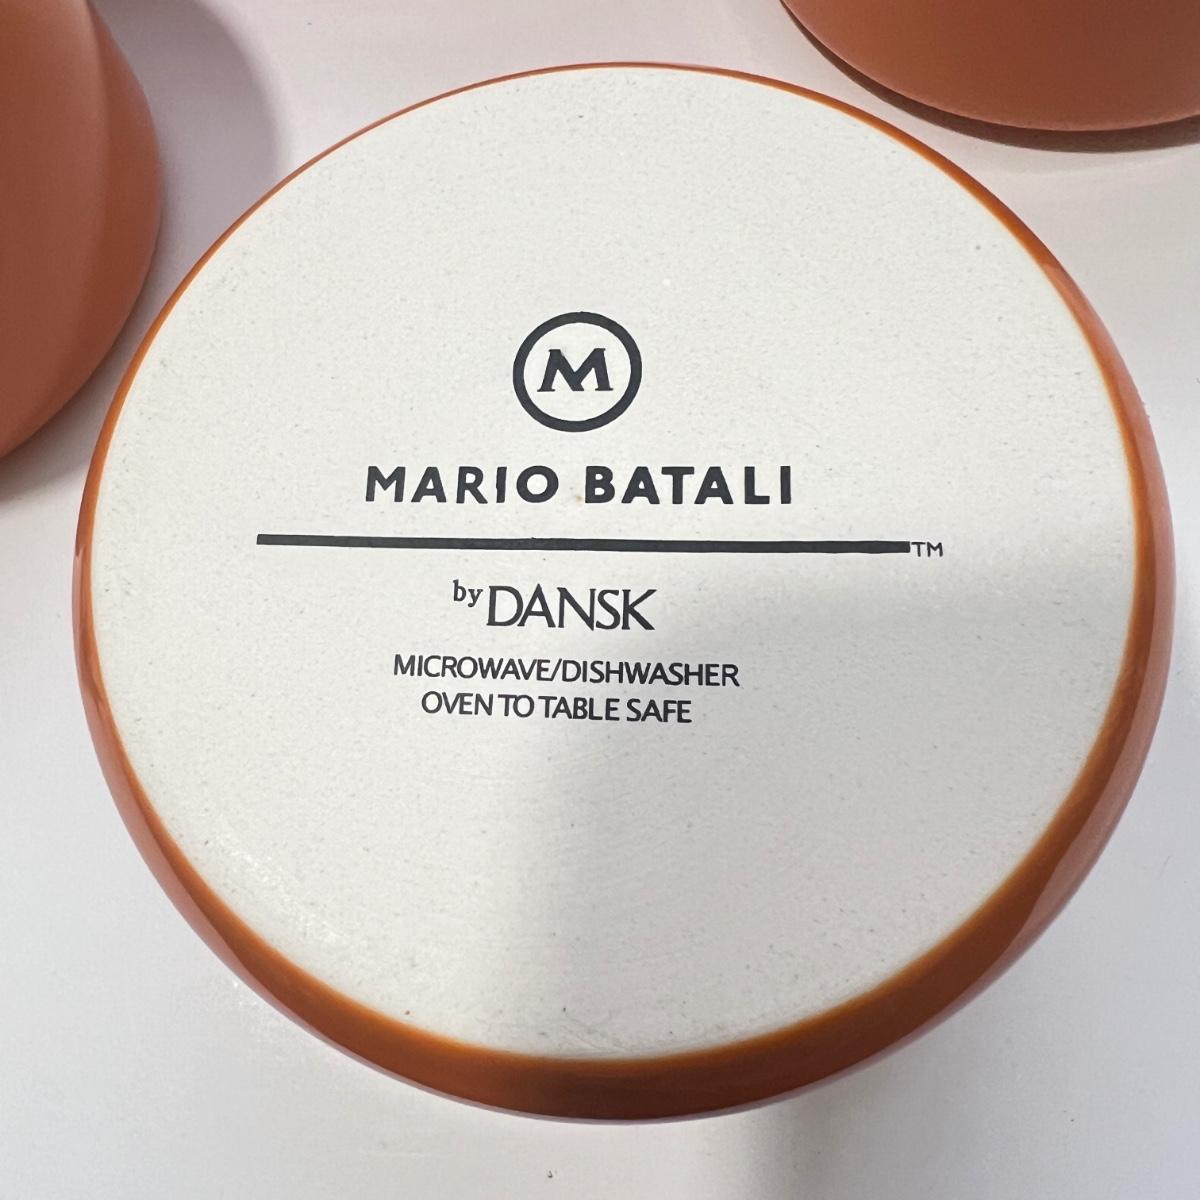 M
MARIO BATALI
TM
by DANSK
MICROWAVE/DISHWASHER
OVEN TO TABLE SAFE